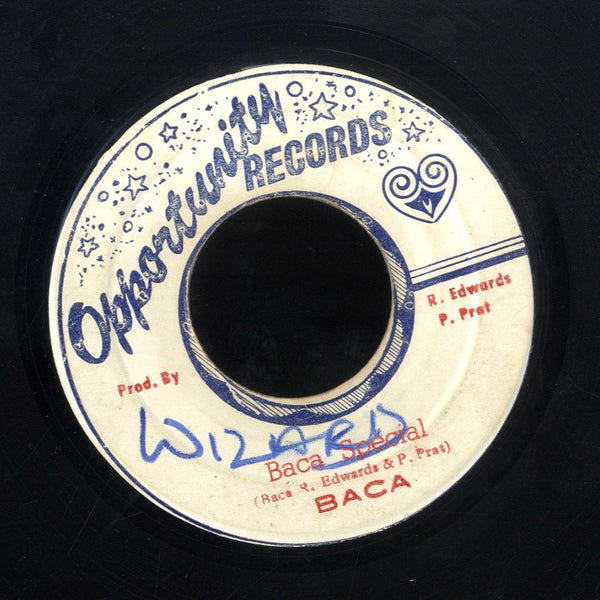 Opportunity
RECORDS
R. Edwards
P. Prat
Prod. By
WIZARD
Baca Special
(Baca R. Edwards & P. Prat)
BACA